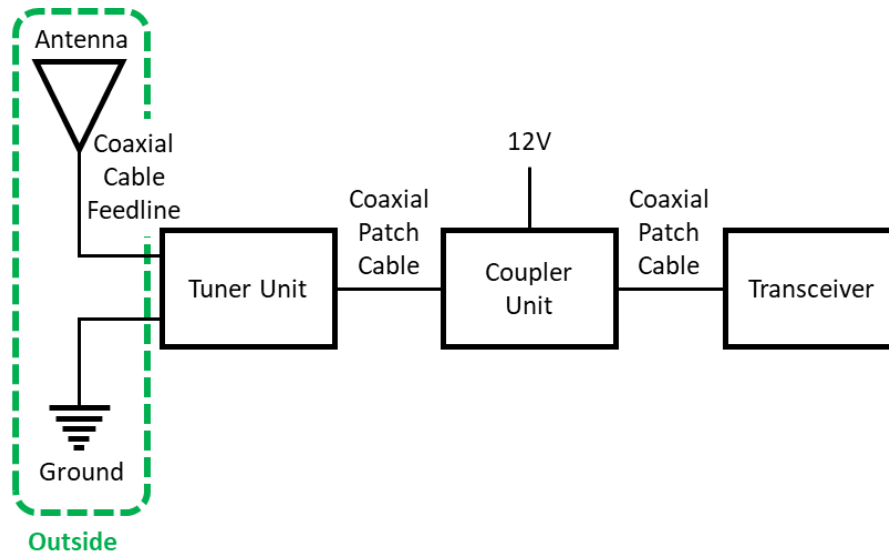 Antenna
Coaxial
Cable
Feedline
12V
Coaxial
Patch
Cable
Coaxial
Patch
Cable
Tuner Unit
Coupler
Unit
Transceiver
Ground
Outside